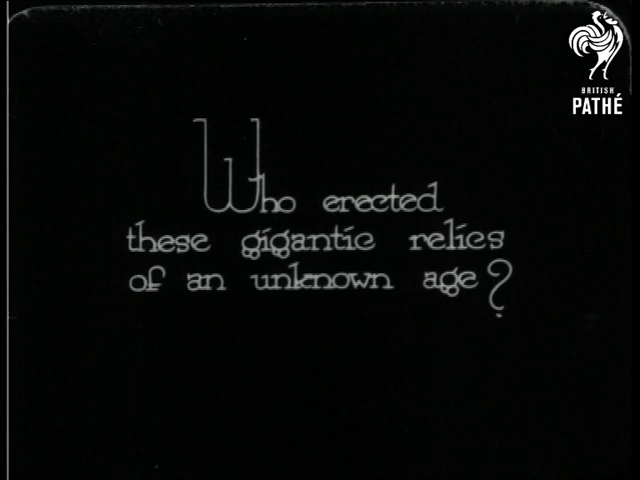 BRITISH
PATHÉ
Who erected
these gigantic relics
of an unknown age?